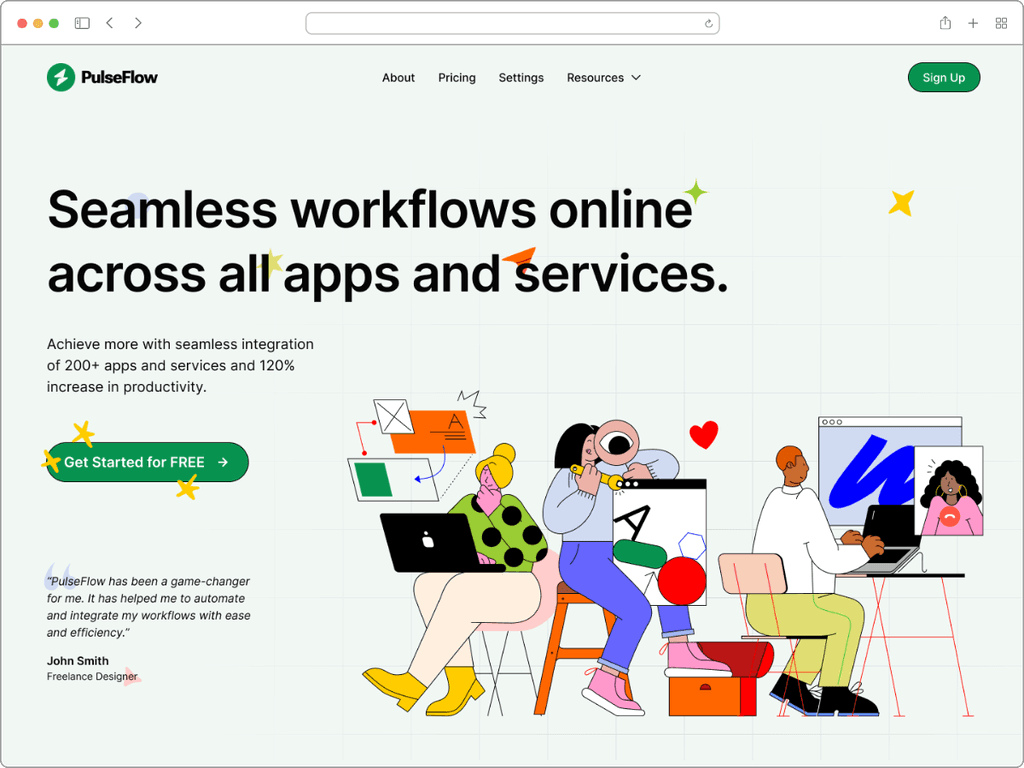 PulseFlow
About Pricing Settings Resources
Sign Up
Seamless workflows online
across all apps and services.
Achieve more with seamless integration
of 200+ apps and services and 120%
increase in productivity.
Get Started for FREE →
A
A
“PulseFlow has been a game-changer
for me. It has helped me to automate
and integrate my workflows with ease
and efficiency.”
John Smith
Freelance Designer